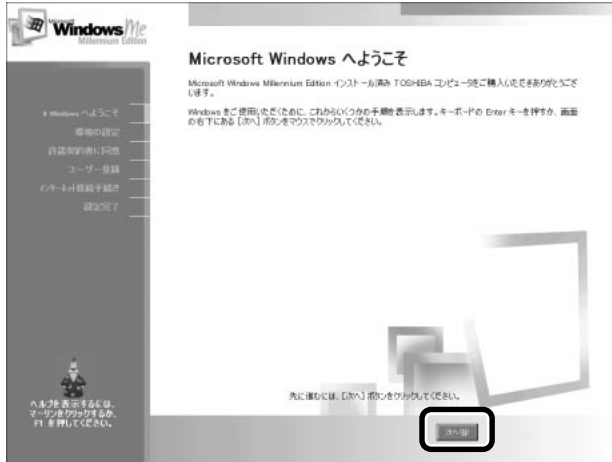 Microsoft
Windows Me
Millennium Edition
Microsoft Windows へようこそ
Microsoft Windows Millennium Edition インストール済み TOSHIBA コンピュータをご購入いただきありがとうござ
います。
Windows をご使用いただくために、これからいくつかの手順を表示します。キーボードの Enter キーを押すか、画面
の右下にある [次へ] ボタンをマウスでクリックしてください。
Windows へようこそ
環境の設定
許諾契約書に同意
ユーザー登録
インターネット接続手続き
設定完了
ヘルプを表示するには、
マーリンをクリックするか、
F1 を押してください。
先に進むには、[次へ] ボタンをクリックしてください。
次へ(N)